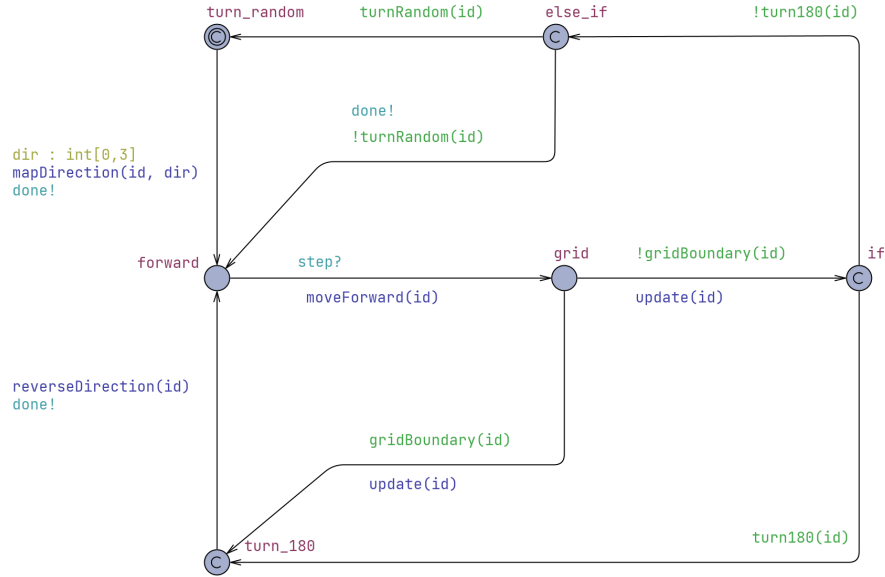 turn_random
turnRandom(id)
else_if
!turn180(id)
C
C
done!
!turnRandom(id)
dir : int[0,3]
mapDirection(id, dir)
done!
forward
step?
grid
!gridBoundary(id)
if
C
moveForward(id)
update(id)
reverseDirection(id)
done!
gridBoundary(id)
update(id)
turn180(id)
turn_180
C